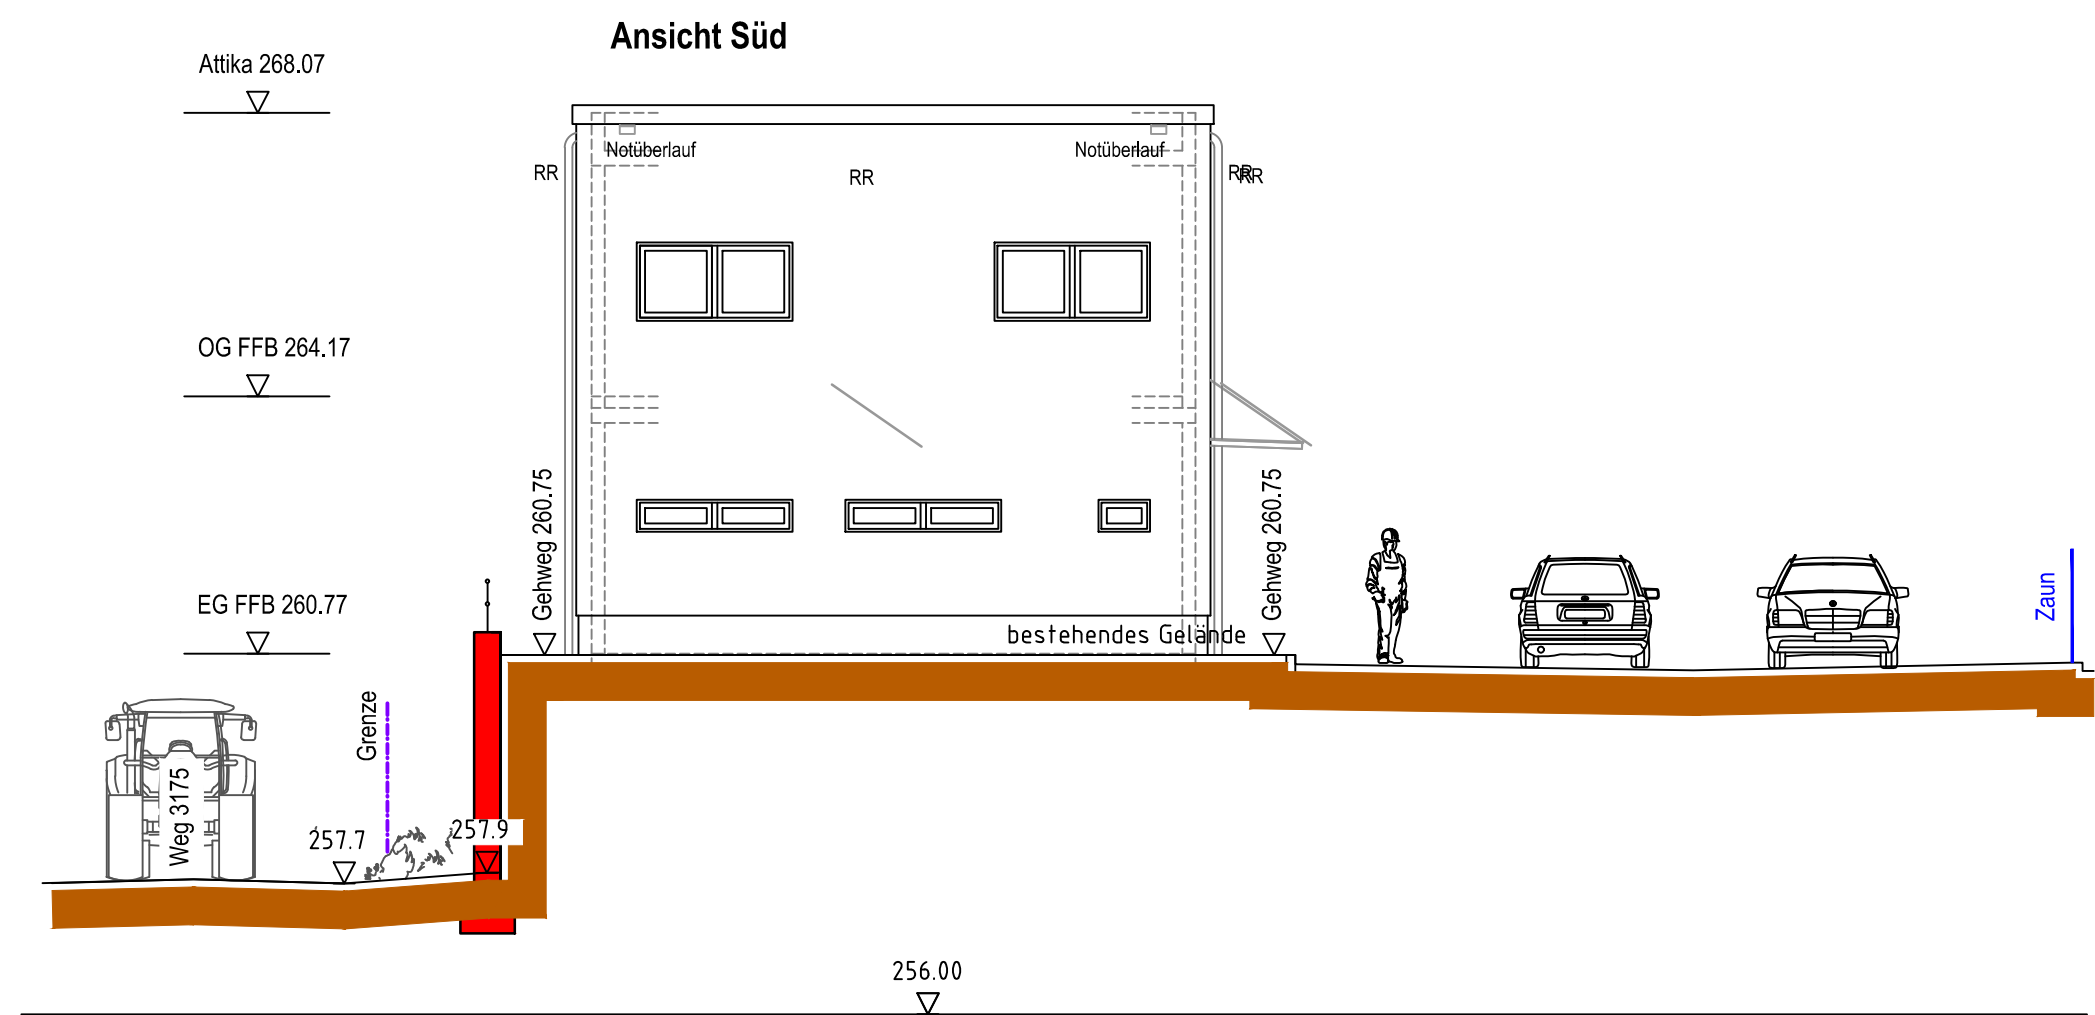 Ansicht Süd
Attika 268.07
Notüberlauf
Notüberlauf
RR
RR
RR
RR
OG FFB 264.17
Gehweg 260.75
Gehweg 260.75
EG FFB 260.77
bestehendes Gelände
Zaun
Grenze
Weg 3175
257.7
257.9
256.00